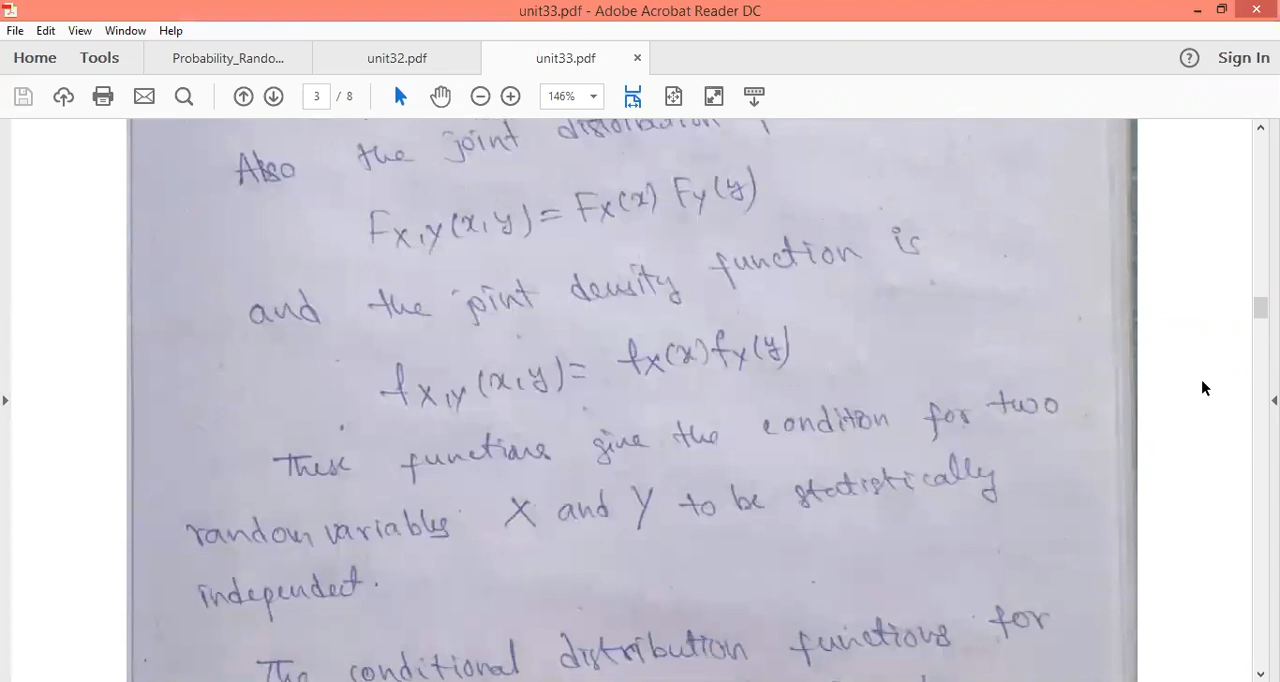 unit33.pdf - Adobe Acrobat Reader DC
File Edit View Window Help
Home Tools Probability_Rando... unit32.pdf unit33.pdf × Sign In
3 / 8 146%
Also the joint distribution
Fx,y(x,y) = Fx(x) Fy(y)
and the joint density function is
fx,y(x,y) = fx(x) fy(y)
These functions give the condition for two
random variables X and Y to be statistically
independent.
The conditional distribution functions for